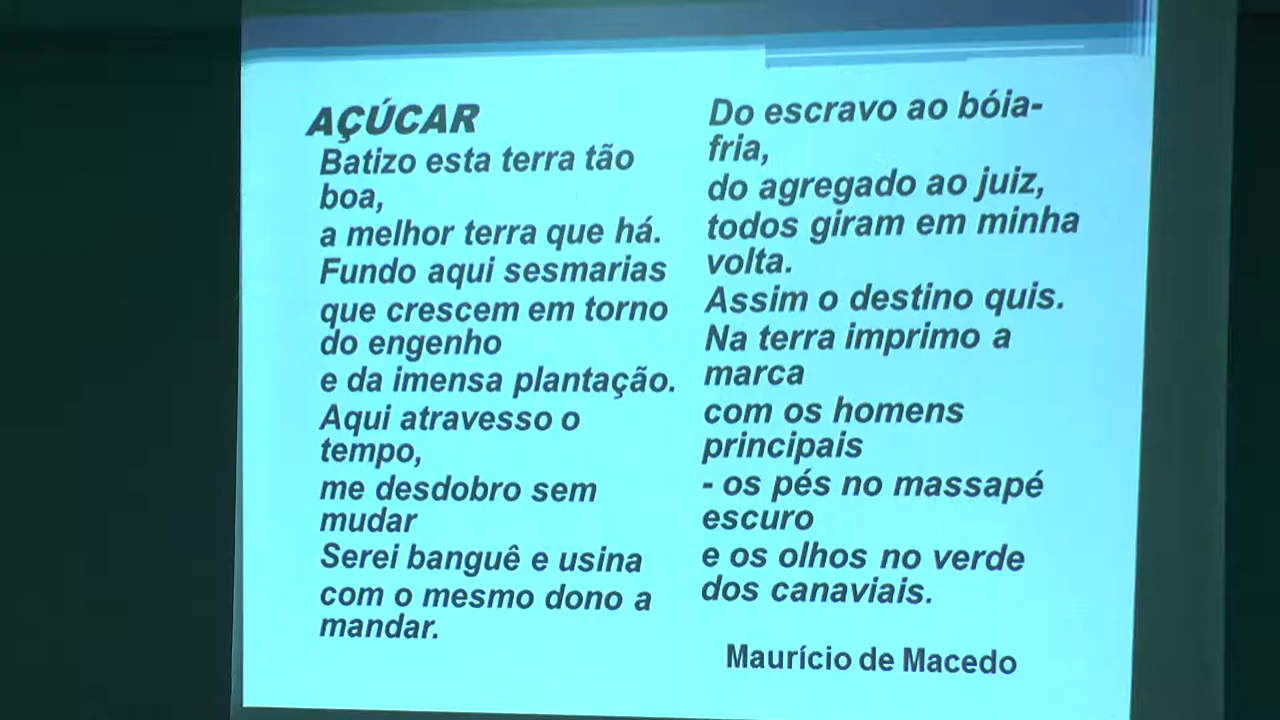 AÇÚCAR
Batizo esta terra tão
boa,
a melhor terra que há.
Fundo aqui sesmarias
que crescem em torno
do engenho
e da imensa plantação.
Aqui atravesso o
tempo,
me desdobro sem
mudar
Serei banguê e usina
com o mesmo dono a
mandar.
Do escravo ao bóia-
fria,
do agregado ao juiz,
todos giram em minha
volta.
Assim o destino quis.
Na terra imprimo a
marca
com os homens
principais
- os pés no massapé
escuro
e os olhos no verde
dos canaviais.
Maurício de Macedo